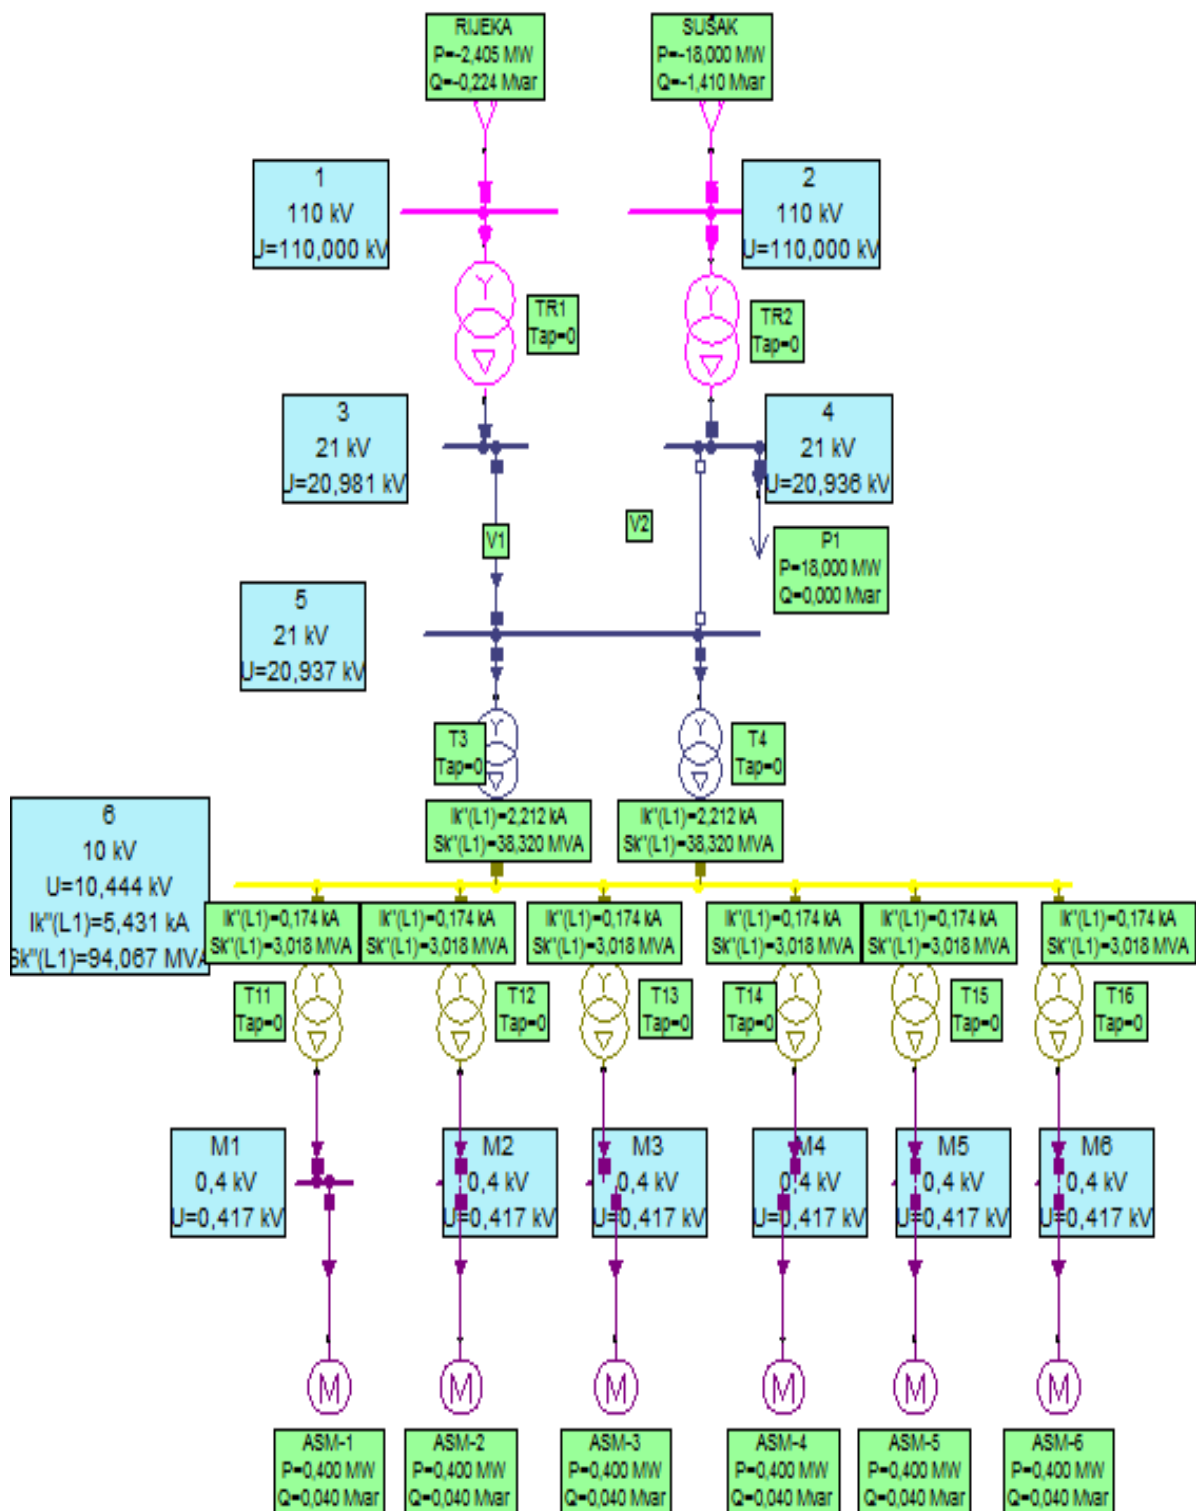 RIJEKA
P=-2,405 MW
Q=-0,224 Mvar
SUŠAK
P=-18,000 MW
Q=-1,410 Mvar
1
110 kV
U=110,000 kV
2
110 kV
U=110,000 kV
TR1
Tap=0
TR2
Tap=0
3
21 kV
U=20,981 kV
4
21 kV
U=20,936 kV
V1
V2
P1
P=18,000 MW
Q=0,000 Mvar
5
21 kV
U=20,937 kV
T3
Tap=0
T4
Tap=0
Ik"(L1)=2,212 kA
Sk"(L1)=38,320 MVA
Ik"(L1)=2,212 kA
Sk"(L1)=38,320 MVA
6
10 kV
U=10,444 kV
Ik"(L1)=5,431 kA
Sk"(L1)=94,067 MVA
Ik"(L1)=0,174 kA
Sk"(L1)=3,018 MVA
Ik"(L1)=0,174 kA
Sk"(L1)=3,018 MVA
Ik"(L1)=0,174 kA
Sk"(L1)=3,018 MVA
Ik"(L1)=0,174 kA
Sk"(L1)=3,018 MVA
Ik"(L1)=0,174 kA
Sk"(L1)=3,018 MVA
Ik"(L1)=0,174 kA
Sk"(L1)=3,018 MVA
T11
Tap=0
T12
Tap=0
T13
Tap=0
T14
Tap=0
T15
Tap=0
T16
Tap=0
M1
0,4 kV
U=0,417 kV
M2
0,4 kV
U=0,417 kV
M3
0,4 kV
U=0,417 kV
M4
0,4 kV
U=0,417 kV
M5
0,4 kV
U=0,417 kV
M6
0,4 kV
U=0,417 kV
M
M
M
M
M
M
ASM-1
P=0,400 MW
Q=0,040 Mvar
ASM-2
P=0,400 MW
Q=0,040 Mvar
ASM-3
P=0,400 MW
Q=0,040 Mvar
ASM-4
P=0,400 MW
Q=0,040 Mvar
ASM-5
P=0,400 MW
Q=0,040 Mvar
ASM-6
P=0,400 MW
Q=0,040 Mvar